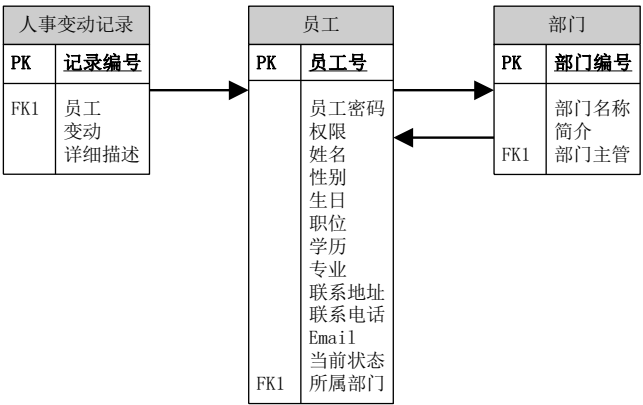 人事变动记录
PK 记录编号
FK1 员工
变动
详细描述
员工
PK 员工号
员工密码
权限
姓名
性别
生日
职位
学历
专业
联系地址
联系电话
Email
当前状态
FK1 所属部门
部门
PK 部门编号
部门名称
简介
FK1 部门主管